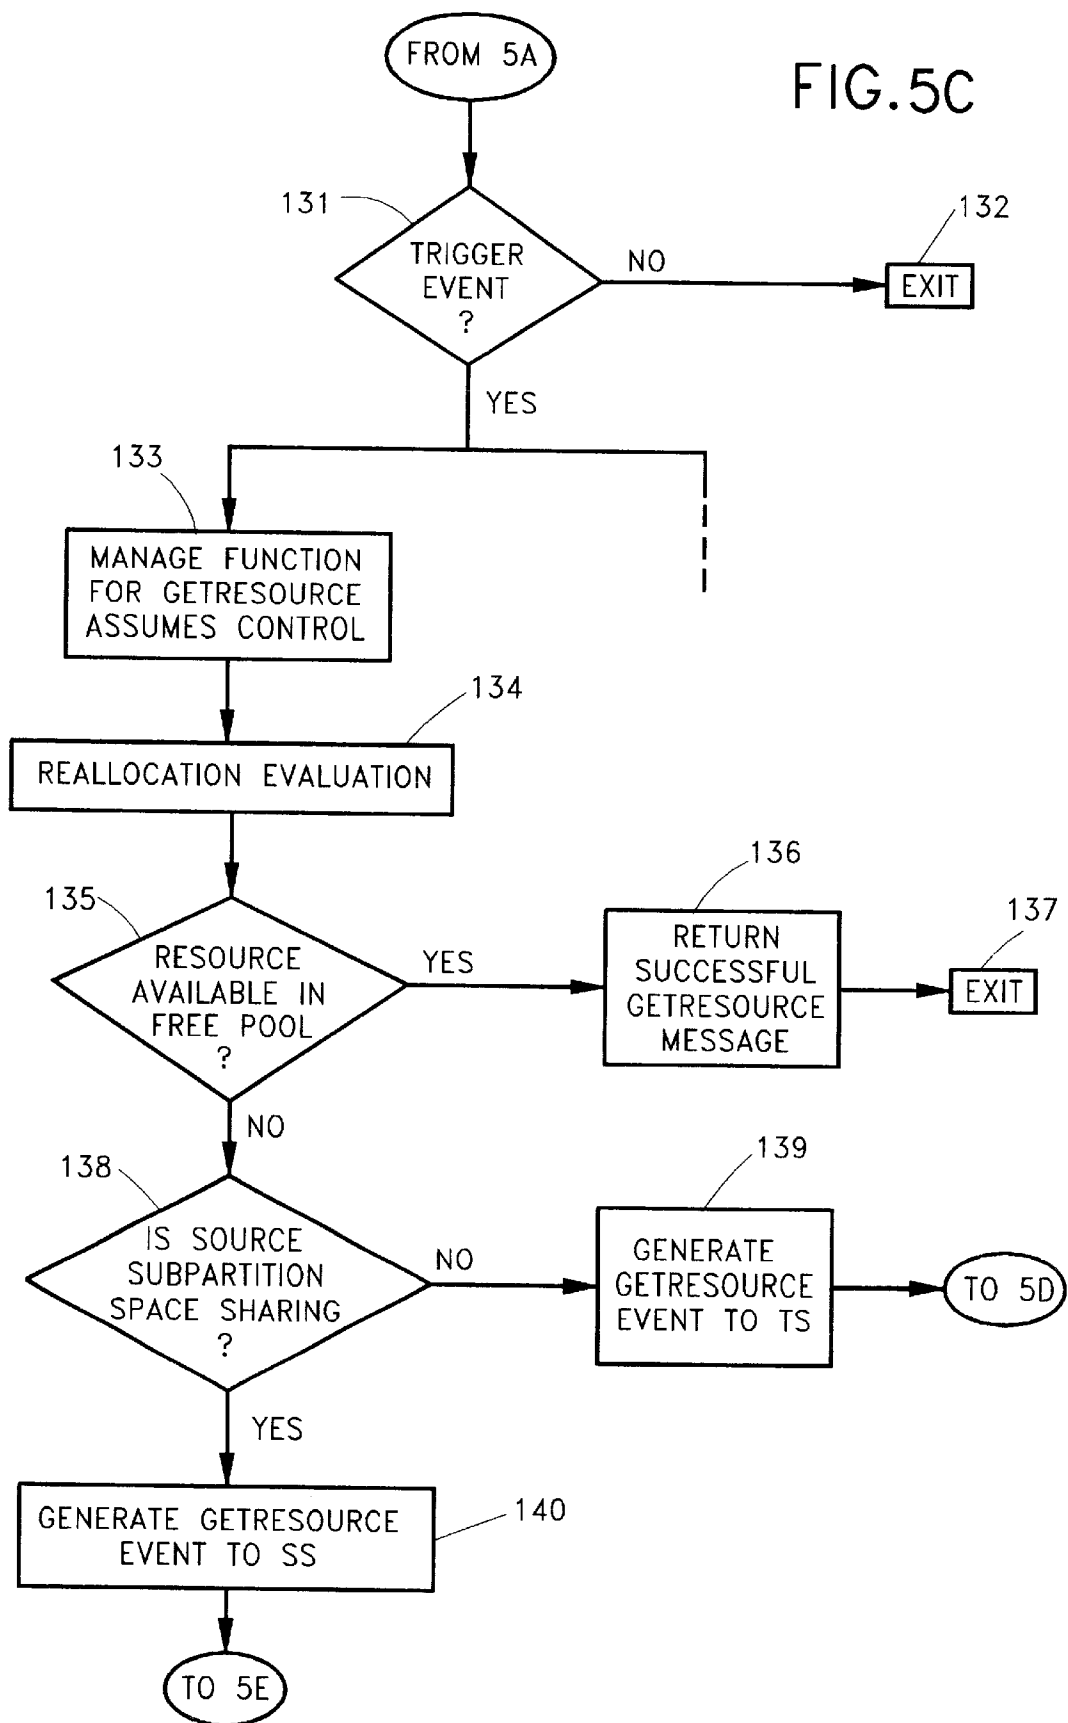 FROM 5A
FIG.5C
131
TRIGGER
EVENT
?
NO
132
EXIT
YES
133
MANAGE FUNCTION
FOR GETRESOURCE
ASSUMES CONTROL
134
REALLOCATION EVALUATION
135
RESOURCE
AVAILABLE IN
FREE POOL
?
YES
136
RETURN
SUCCESSFUL
GETRESOURCE
MESSAGE
137
EXIT
NO
138
IS SOURCE
SUBPARTITION
SPACE SHARING
?
NO
139
GENERATE
GETRESOURCE
EVENT TO TS
TO 5D
YES
GENERATE GETRESOURCE
EVENT TO SS
140
TO 5E